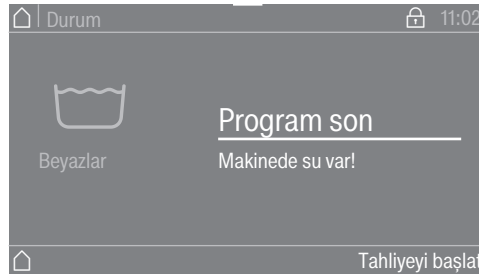 Durum
11:02
Program son
Beyazlar
Makinede su var!
Tahliyeyi başlat